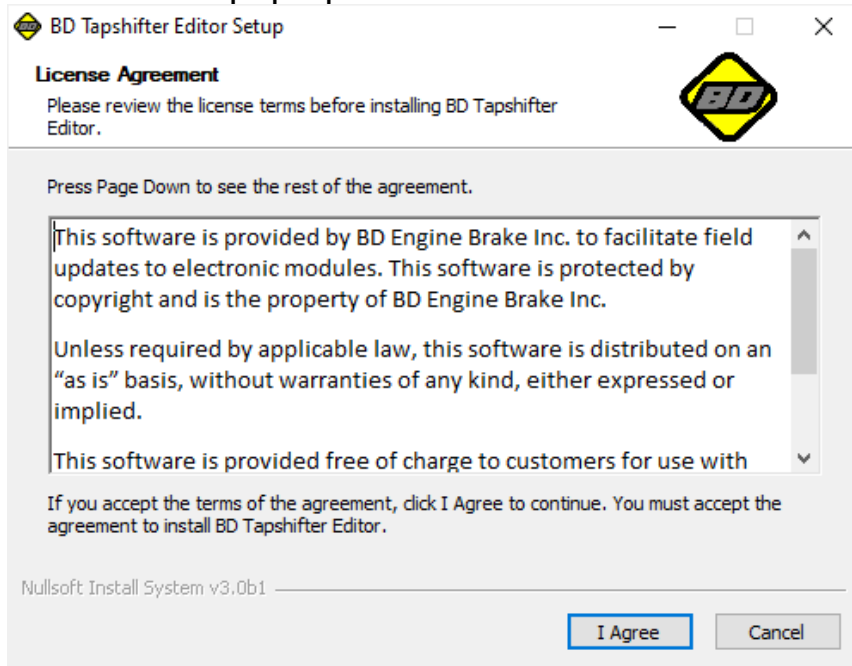 BD Tapshifter Editor Setup
License Agreement
Please review the license terms before installing BD Tapshifter
Editor.
BD
Press Page Down to see the rest of the agreement.
This software is provided by BD Engine Brake Inc. to facilitate field
updates to electronic modules. This software is protected by
copyright and is the property of BD Engine Brake Inc.
Unless required by applicable law, this software is distributed on an
“as is” basis, without warranties of any kind, either expressed or
implied.
This software is provided free of charge to customers for use with
If you accept the terms of the agreement, click I Agree to continue. You must accept the
agreement to install BD Tapshifter Editor.
Nullsoft Install System v3.0b1
I Agree
Cancel